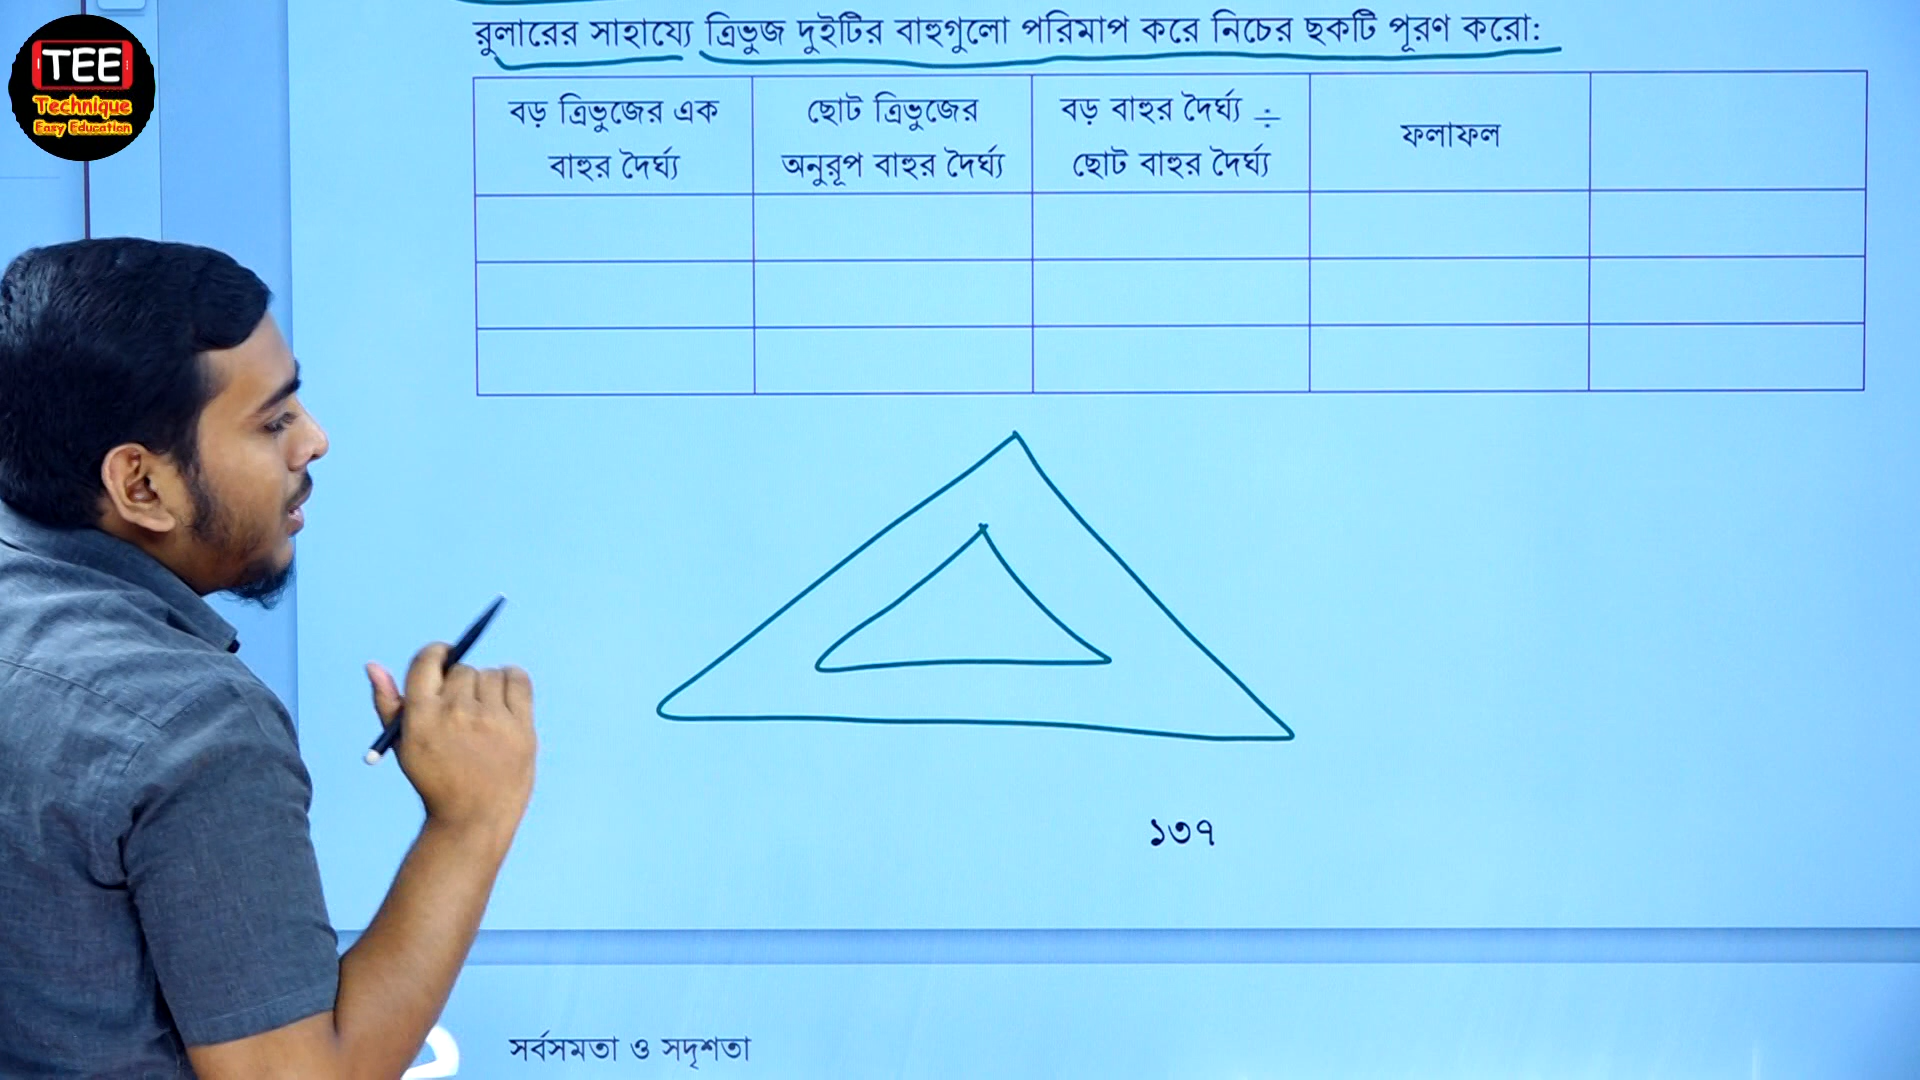 TEE
Technique
Easy Education
রুলারের সাহায্যে ত্রিভুজ দুইটির বাহুগুলো পরিমাপ করে নিচের ছকটি পূরণ করো:
বড় ত্রিভুজের এক
বাহুর দৈর্ঘ্য
ছোট ত্রিভুজের
অনুরূপ বাহুর দৈর্ঘ্য
বড় বাহুর দৈর্ঘ্য ÷
ছোট বাহুর দৈর্ঘ্য
ফলাফল
১৩৭
সর্বসমতা ও সদৃশতা